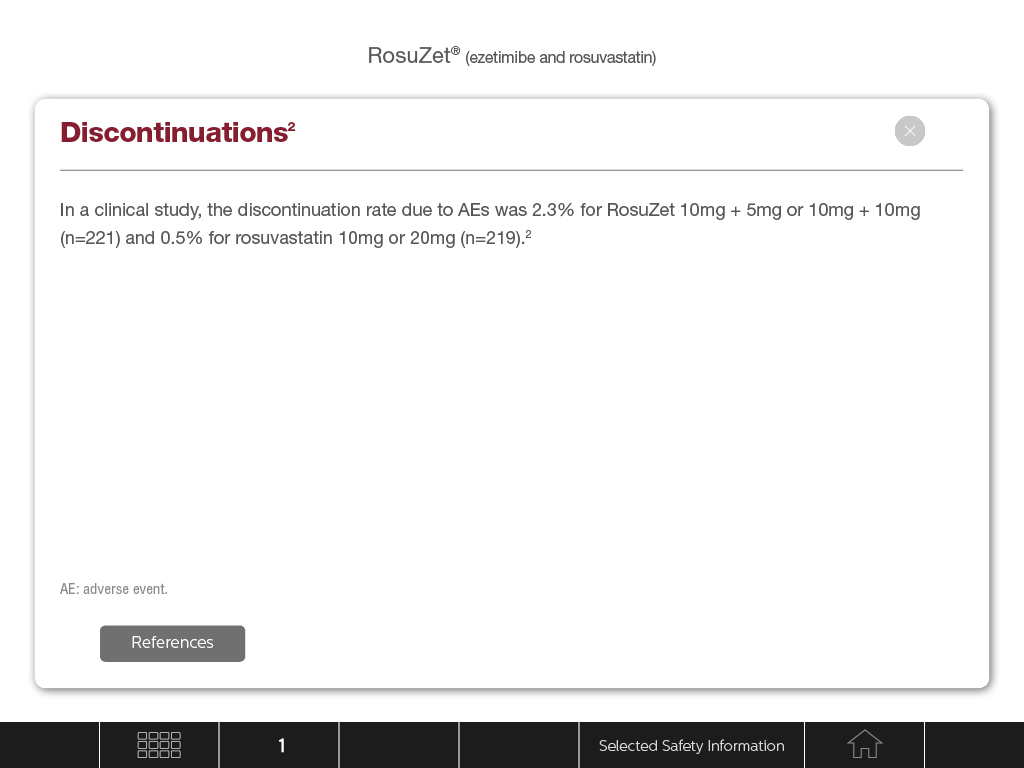 RosuZet® (ezetimibe and rosuvastatin)
Discontinuations²
In a clinical study, the discontinuation rate due to AEs was 2.3% for RosuZet 10mg + 5mg or 10mg + 10mg
(n=221) and 0.5% for rosuvastatin 10mg or 20mg (n=219).²
AE: adverse event.
References
1
Selected Safety Information